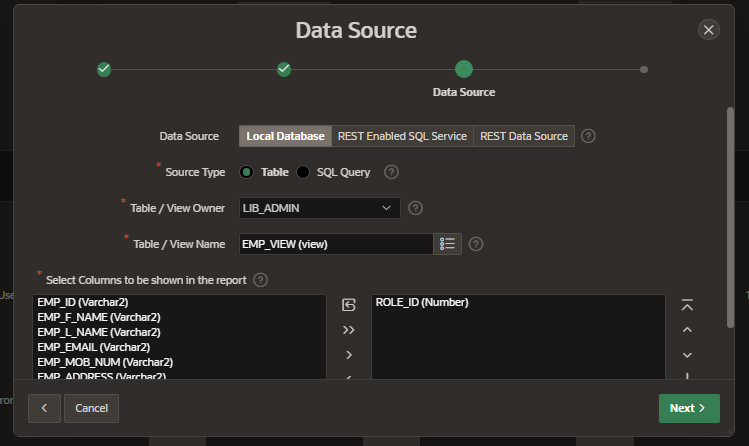 Data Source
Data Source
Data Source Local Database REST Enabled SQL Service REST Data Source ?
* Source Type Table SQL Query ?
* Table / View Owner LIB_ADMIN ?
* Table / View Name EMP_VIEW (view) ?
* Select Columns to be shown in the report ?
EMP_ID (Varchar2)
EMP_F_NAME (Varchar2)
EMP_L_NAME (Varchar2)
EMP_EMAIL (Varchar2)
EMP_MOB_NUM (Varchar2)
EMP_ADDRESS (Varchar2)
ROLE_ID (Number)
Cancel
Next